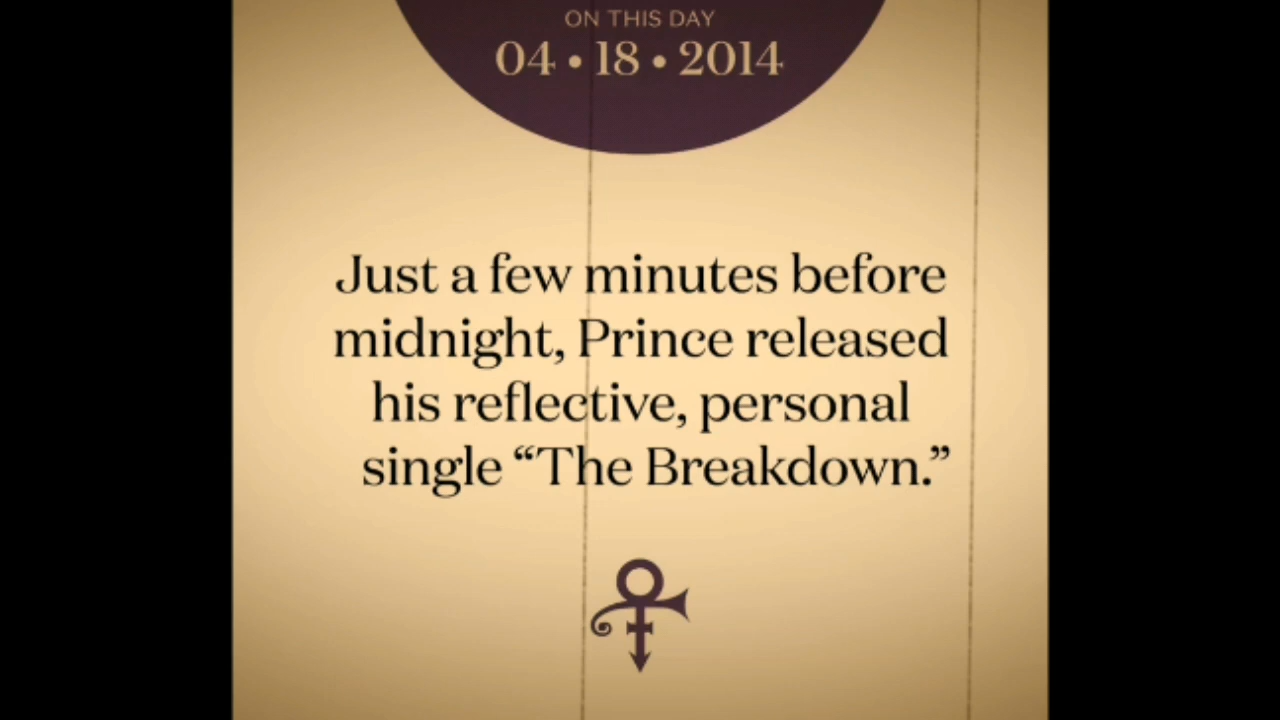 ON THIS DAY
04 • 18 • 2014
Just a few minutes before
midnight, Prince released
his reflective, personal
single “The Breakdown.”